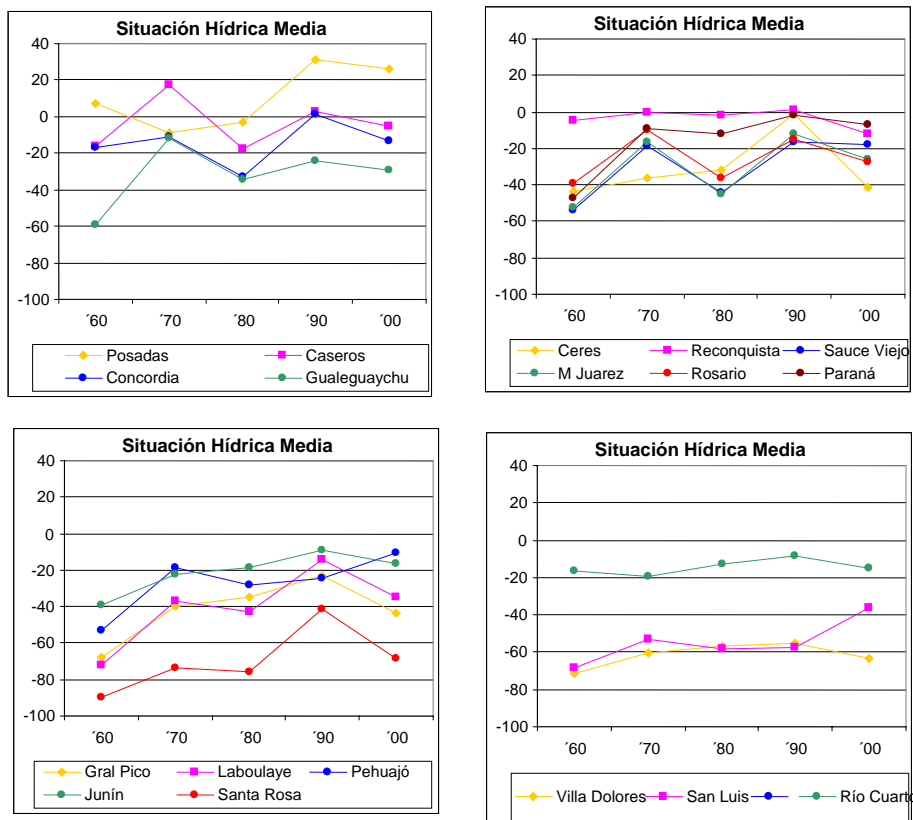 Situación Hídrica Media
40
20
0
-20
-40
-60
-80
-100
´60 ´70 ´80 ´90 ´00
Posadas Caseros
Concordia Gualeguaychu
Situación Hídrica Media
40
20
0
-20
-40
-60
-80
-100
´60 ´70 ´80 ´90 ´00
Ceres Reconquista Sauce Viejo
M Juarez Rosario Paraná
Situación Hídrica Media
40
20
0
-20
-40
-60
-80
-100
´60 ´70 ´80 ´90 ´00
Gral Pico Laboulaye Pehuajó
Junín Santa Rosa
Situación Hídrica Media
40
20
0
-20
-40
-60
-80
-100
´60 ´70 ´80 ´90 ´00
Villa Dolores San Luis Río Cuarto